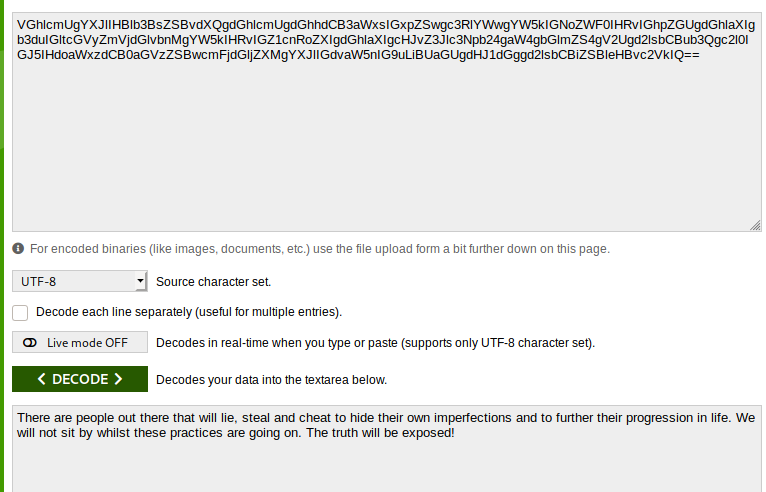 VGhlcmUgYXJlIHBlb3BsZSBvdXQgdGhlcmUgdGhhdCB3aWxsIGxpZSwgc3RlYWwgYW5kIGNoZWF0IHRvIGhpZGUgdGhlaXIg
b3duIGltcGVyZmVjdGlvbnMgYW5kIHRvIGZ1cnRoZXIgdGhlaXIgcHJvZ3Jlc3Npb24gaW4gbGlmZS4gV2Ugd2lsbCBub3Qgc2l0I
GJ5IHdoaWxzdCB0aGVzZSBwcmFjdGljZXMgYXJlIGdvaW5nIG9uLiBUaGUgdHJ1dGggd2lsbCBiZSBleHBvc2VkIQ==
For encoded binaries (like images, documents, etc.) use the file upload form a bit further down on this page.
UTF-8 Source character set.
Decode each line separately (useful for multiple entries).
Live mode OFF Decodes in real-time when you type or paste (supports only UTF-8 character set).
< DECODE > Decodes your data into the textarea below.
There are people out there that will lie, steal and cheat to hide their own imperfections and to further their progression in life. We
will not sit by whilst these practices are going on. The truth will be exposed!